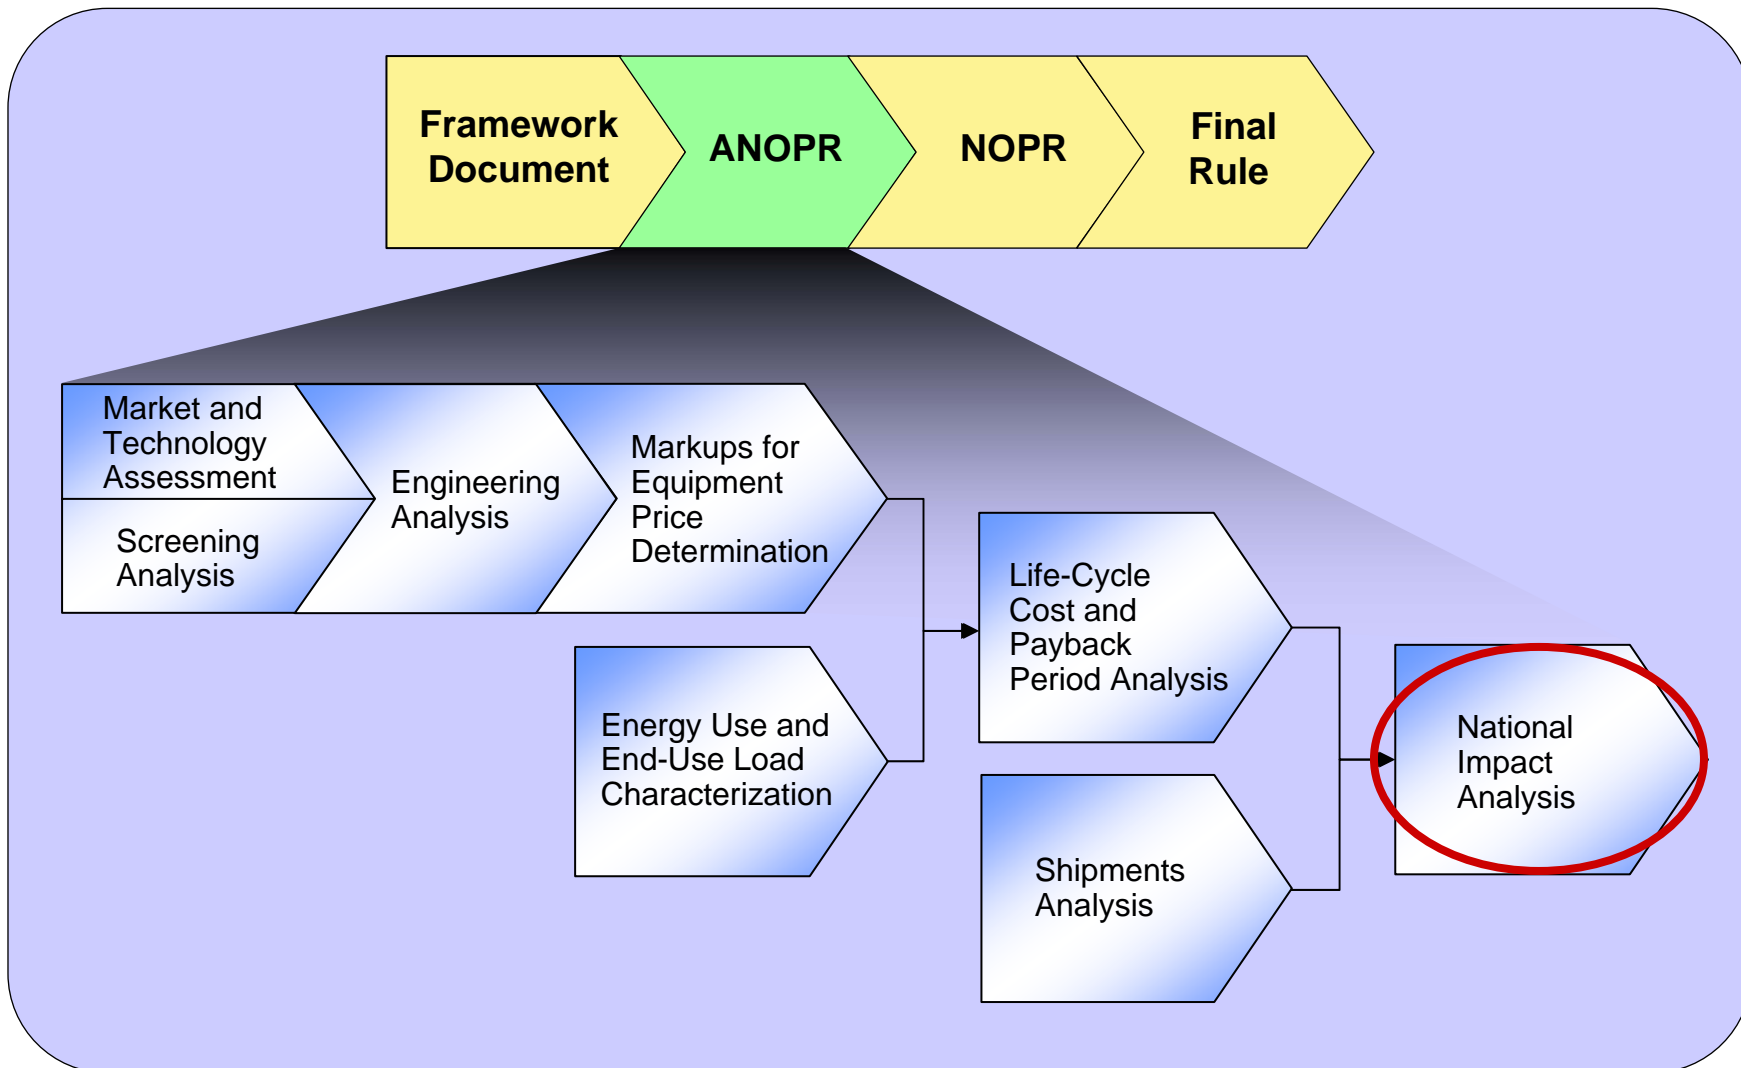 Framework
Document
ANOPR
NOPR
Final
Rule
Market and
Technology
Assessment
Screening
Analysis
Engineering
Analysis
Markups for
Equipment
Price
Determination
Energy Use and
End-Use Load
Characterization
Life-Cycle
Cost and
Payback
Period Analysis
Shipments
Analysis
National
Impact
Analysis